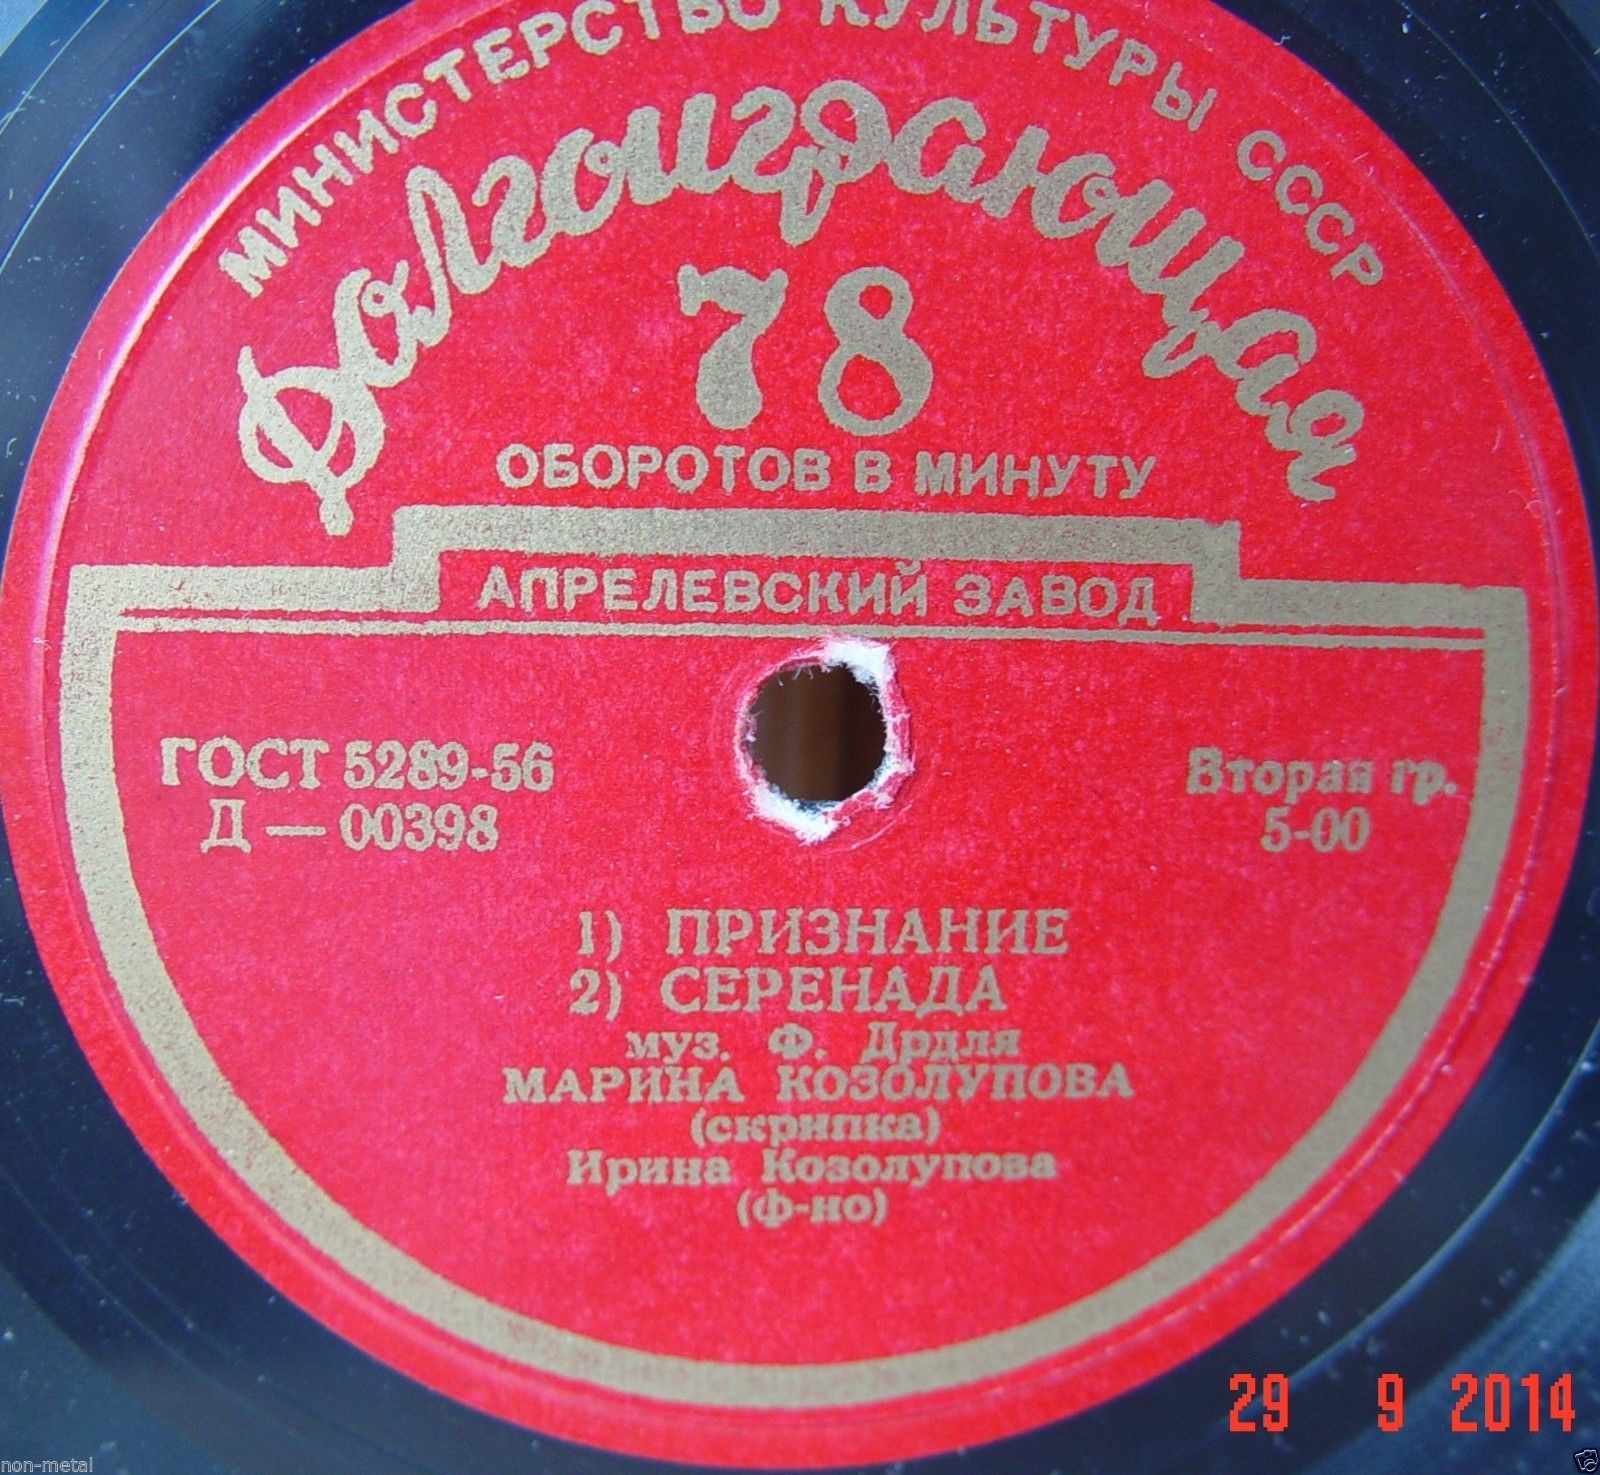 МИНИСТЕРСТВО КУЛЬТУРЫ СССР
Долгоиграющая
78
ОБОРОТОВ В МИНУТУ
АПРЕЛЕВСКИЙ ЗАВОД
ГОСТ 5289-56
Д — 00398
Вторая гр.
5-00
1) ПРИЗНАНИЕ
2) СЕРЕНАДА
муз. Ф. Дрдля
МАРИНА КОЗОЛУПОВА
(скрипка)
Ирина Козолупова
(ф-но)
29 9 2014
non-metal